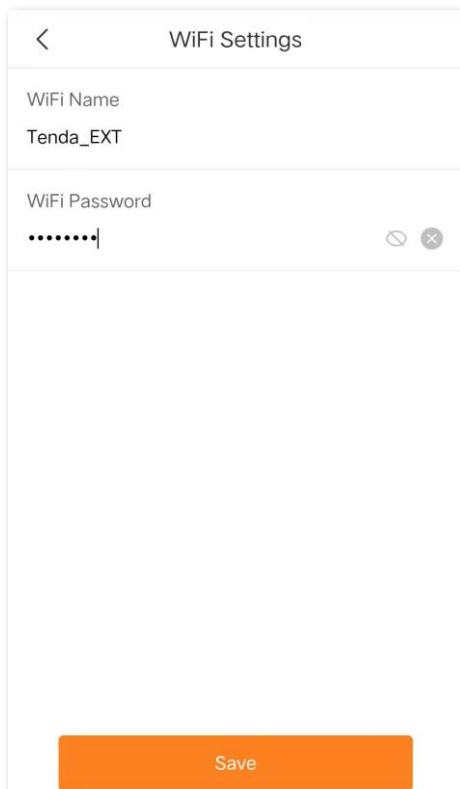 WiFi Settings
WiFi Name
Tenda_EXT
WiFi Password
••••••••
Save